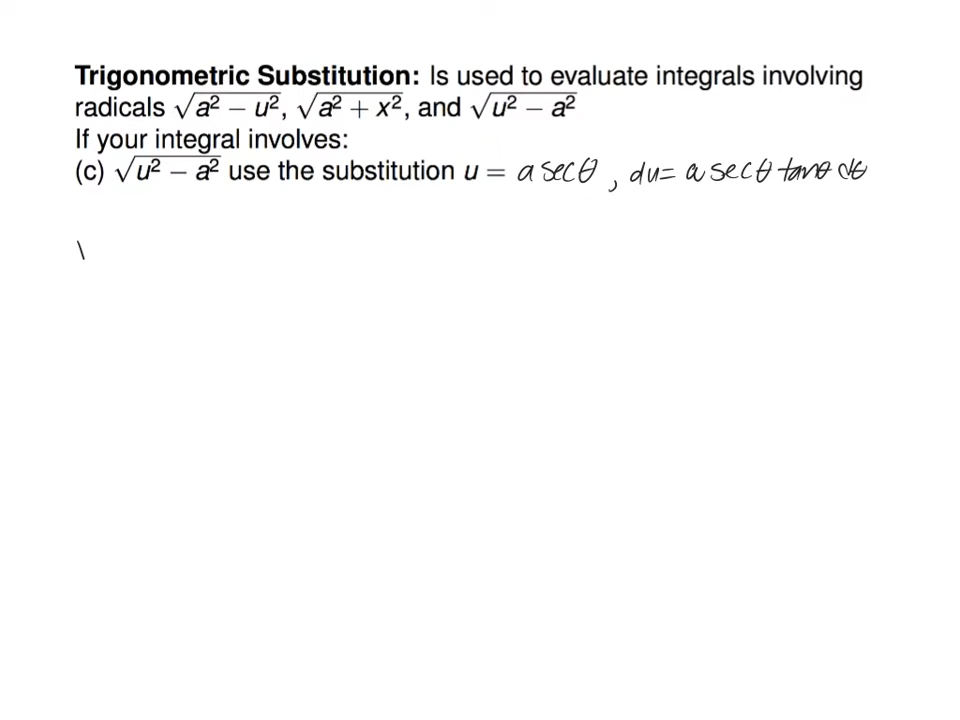 Trigonometric Substitution: Is used to evaluate integrals involving
radicals √(a² − u²), √(a² + x²), and √(u² − a²)
If your integral involves:
(c) √(u² − a²) use the substitution u = a secθ , du = a secθ tanθ dθ
\